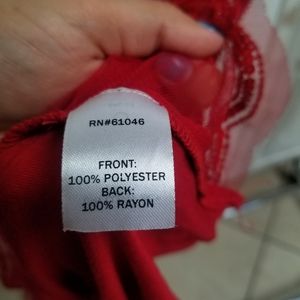 RN#61046
FRONT:
100% POLYESTER
BACK:
100% RAYON